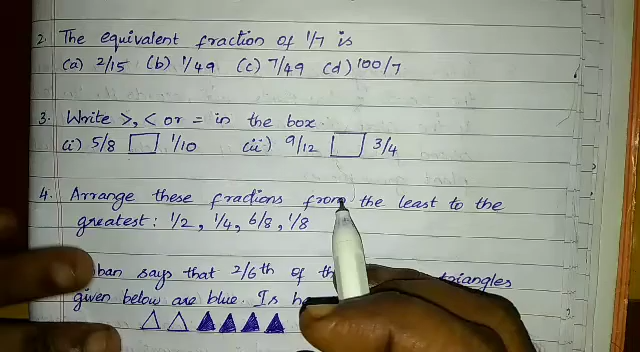 2. The equivalent fraction of 1/7 is
(a) 2/15 (b) 1/49 (c) 7/49 (d) 100/7
3. Write >, < or = in the box.
(i) 5/8 □ 1/10 (ii) 9/12 □ 3/4
4. Arrange these fractions from the least to the
greatest: 1/2, 1/4, 6/8, 1/8
says that 2/6th of triangles
given below are blue. Is